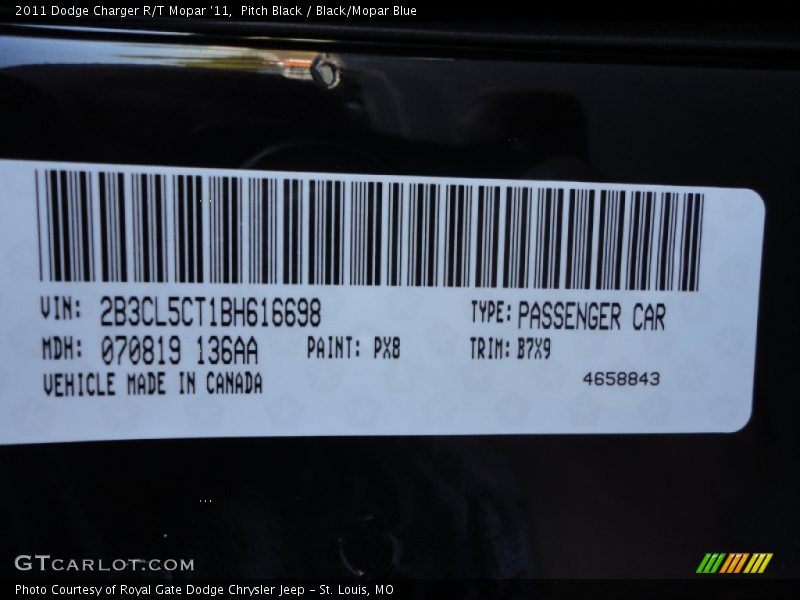 2011 Dodge Charger R/T Mopar '11,  Pitch Black / Black/Mopar Blue
VIN: 2B3CL5CT1BH616698 TYPE: PASSENGER CAR
MDH: 070819 136AA PAINT: PX8 TRIM: B7X9
VEHICLE MADE IN CANADA 4658843
GTCARLOT.COM
Photo Courtesy of Royal Gate Dodge Chrysler Jeep - St. Louis, MO